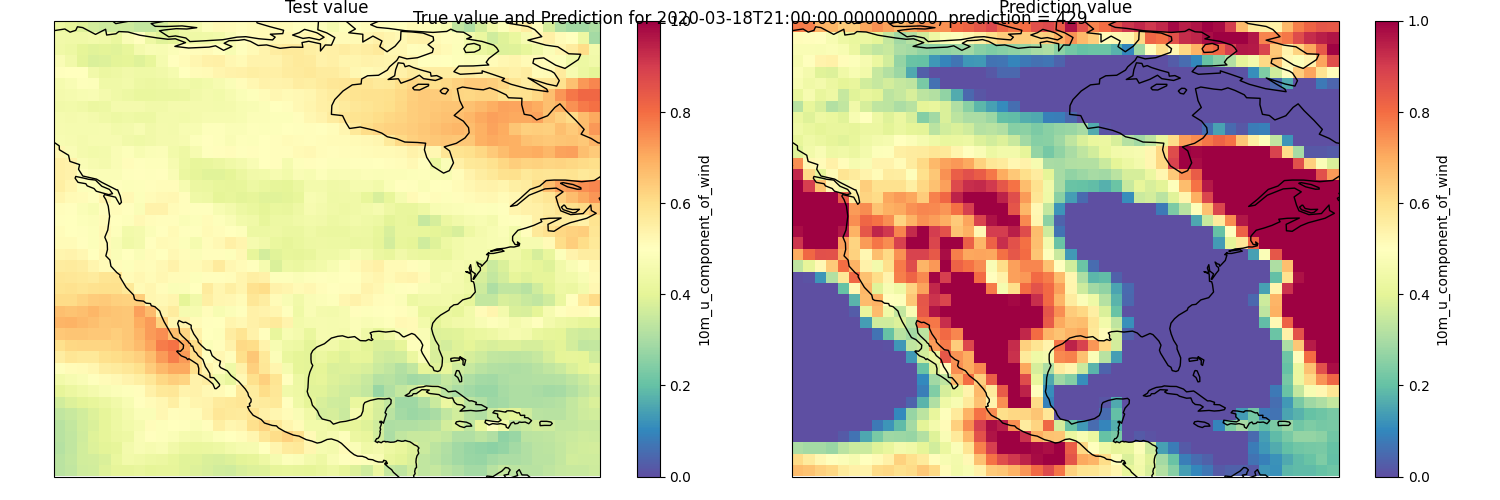 Test value
True value and Prediction for 2020-03-18T21:00:00.000000000, prediction = 429
Prediction value
1.0
0.8
0.6
0.4
0.2
0.0
10m_u_component_of_wind
1.0
0.8
0.6
0.4
0.2
0.0
10m_u_component_of_wind